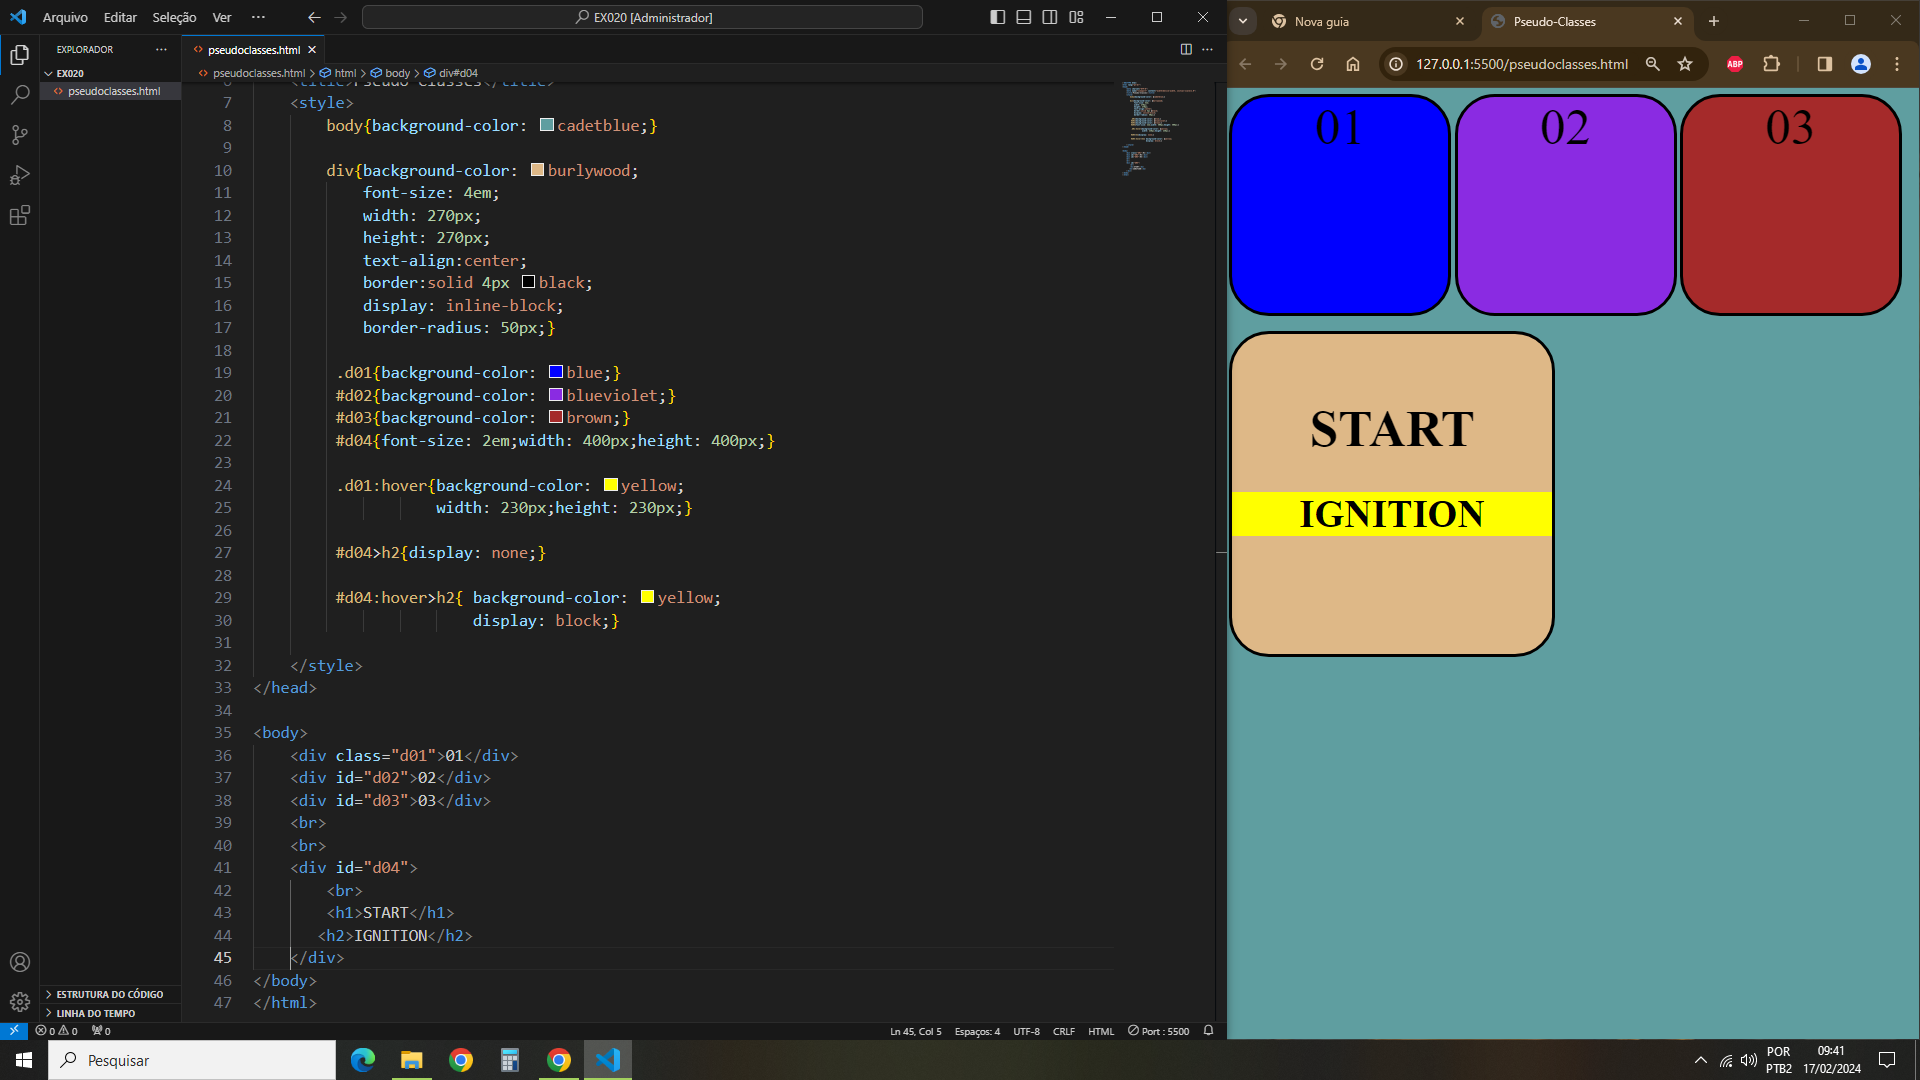 Arquivo Editar Seleção Ver ··· EX020 [Administrador]
EXPLORADOR ···
EX020
pseudoclasses.html
pseudoclasses.html
pseudoclasses.html > html > body > div#d04
6 <title>Pseudo-Classes</title>
7 <style>
8 body{background-color: cadetblue;}
9
10 div{background-color: burlywood;
11 font-size: 4em;
12 width: 270px;
13 height: 270px;
14 text-align:center;
15 border:solid 4px black;
16 display: inline-block;
17 border-radius: 50px;}
18
19 .d01{background-color: blue;}
20 #d02{background-color: blueviolet;}
21 #d03{background-color: brown;}
22 #d04{font-size: 2em;width: 400px;height: 400px;}
23
24 .d01:hover{background-color: yellow;
25 width: 230px;height: 230px;}
26
27 #d04>h2{display: none;}
28
29 #d04:hover>h2{ background-color: yellow;
30 display: block;}
31
32 </style>
33 </head>
34
35 <body>
36 <div class="d01">01</div>
37 <div id="d02">02</div>
38 <div id="d03">03</div>
39 <br>
40 <br>
41 <div id="d04">
42 <br>
43 <h1>START</h1>
44 <h2>IGNITION</h2>
45 </div>
46 </body>
47 </html>
ESTRUTURA DO CÓDIGO
LINHA DO TEMPO
0 0 0
Ln 45, Col 5 Espaços: 4 UTF-8 CRLF HTML Port : 5500
Nova guia
Pseudo-Classes
127.0.0.1:5500/pseudoclasses.html
ABP
01 02 03
START
IGNITION
Pesquisar
POR
PTB2
09:41
17/02/2024